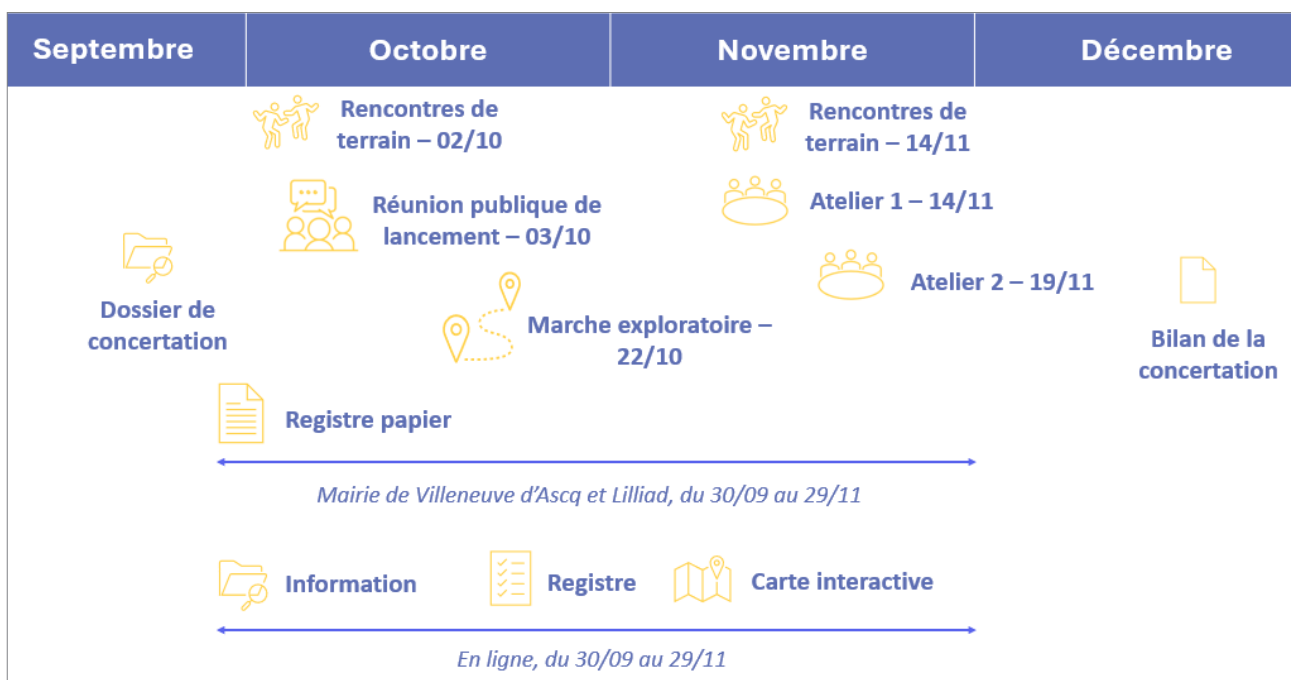 Septembre
Octobre
Novembre
Décembre
Rencontres de
terrain – 02/10
Rencontres de
terrain – 14/11
Réunion publique de
lancement – 03/10
Atelier 1 – 14/11
Atelier 2 – 19/11
Dossier de
concertation
Marche exploratoire –
22/10
Bilan de la
concertation
Registre papier
Mairie de Villeneuve d'Ascq et Lilliad, du 30/09 au 29/11
Information
Registre
Carte interactive
En ligne, du 30/09 au 29/11